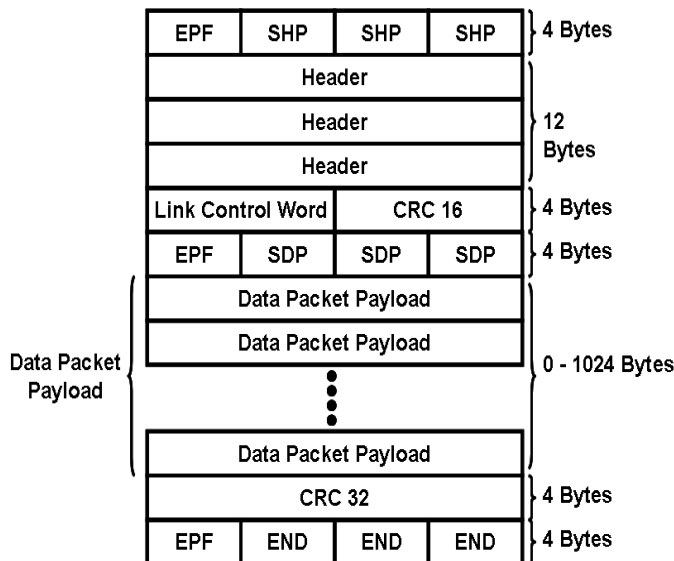 EPF SHP SHP SHP 4 Bytes
Header
Header
12
Bytes
Header
Link Control Word CRC 16 4 Bytes
EPF SDP SDP SDP 4 Bytes
Data Packet Payload
Data Packet Payload
Data Packet
Payload
0 - 1024 Bytes
Data Packet Payload
CRC 32 4 Bytes
EPF END END END 4 Bytes